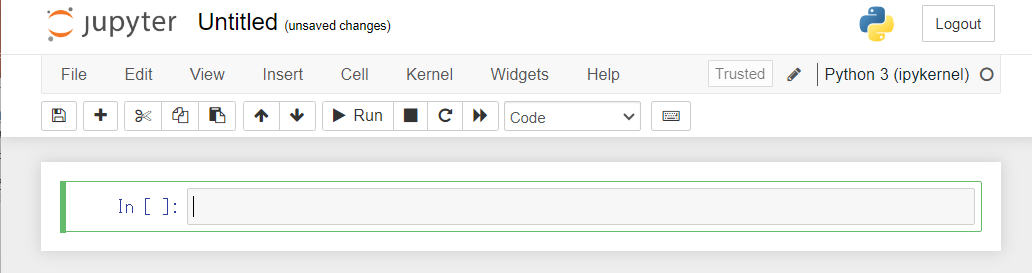 jupyter Untitled (unsaved changes) Logout
File Edit View Insert Cell Kernel Widgets Help Trusted Python 3 (ipykernel)
Run Code
In [ ]: